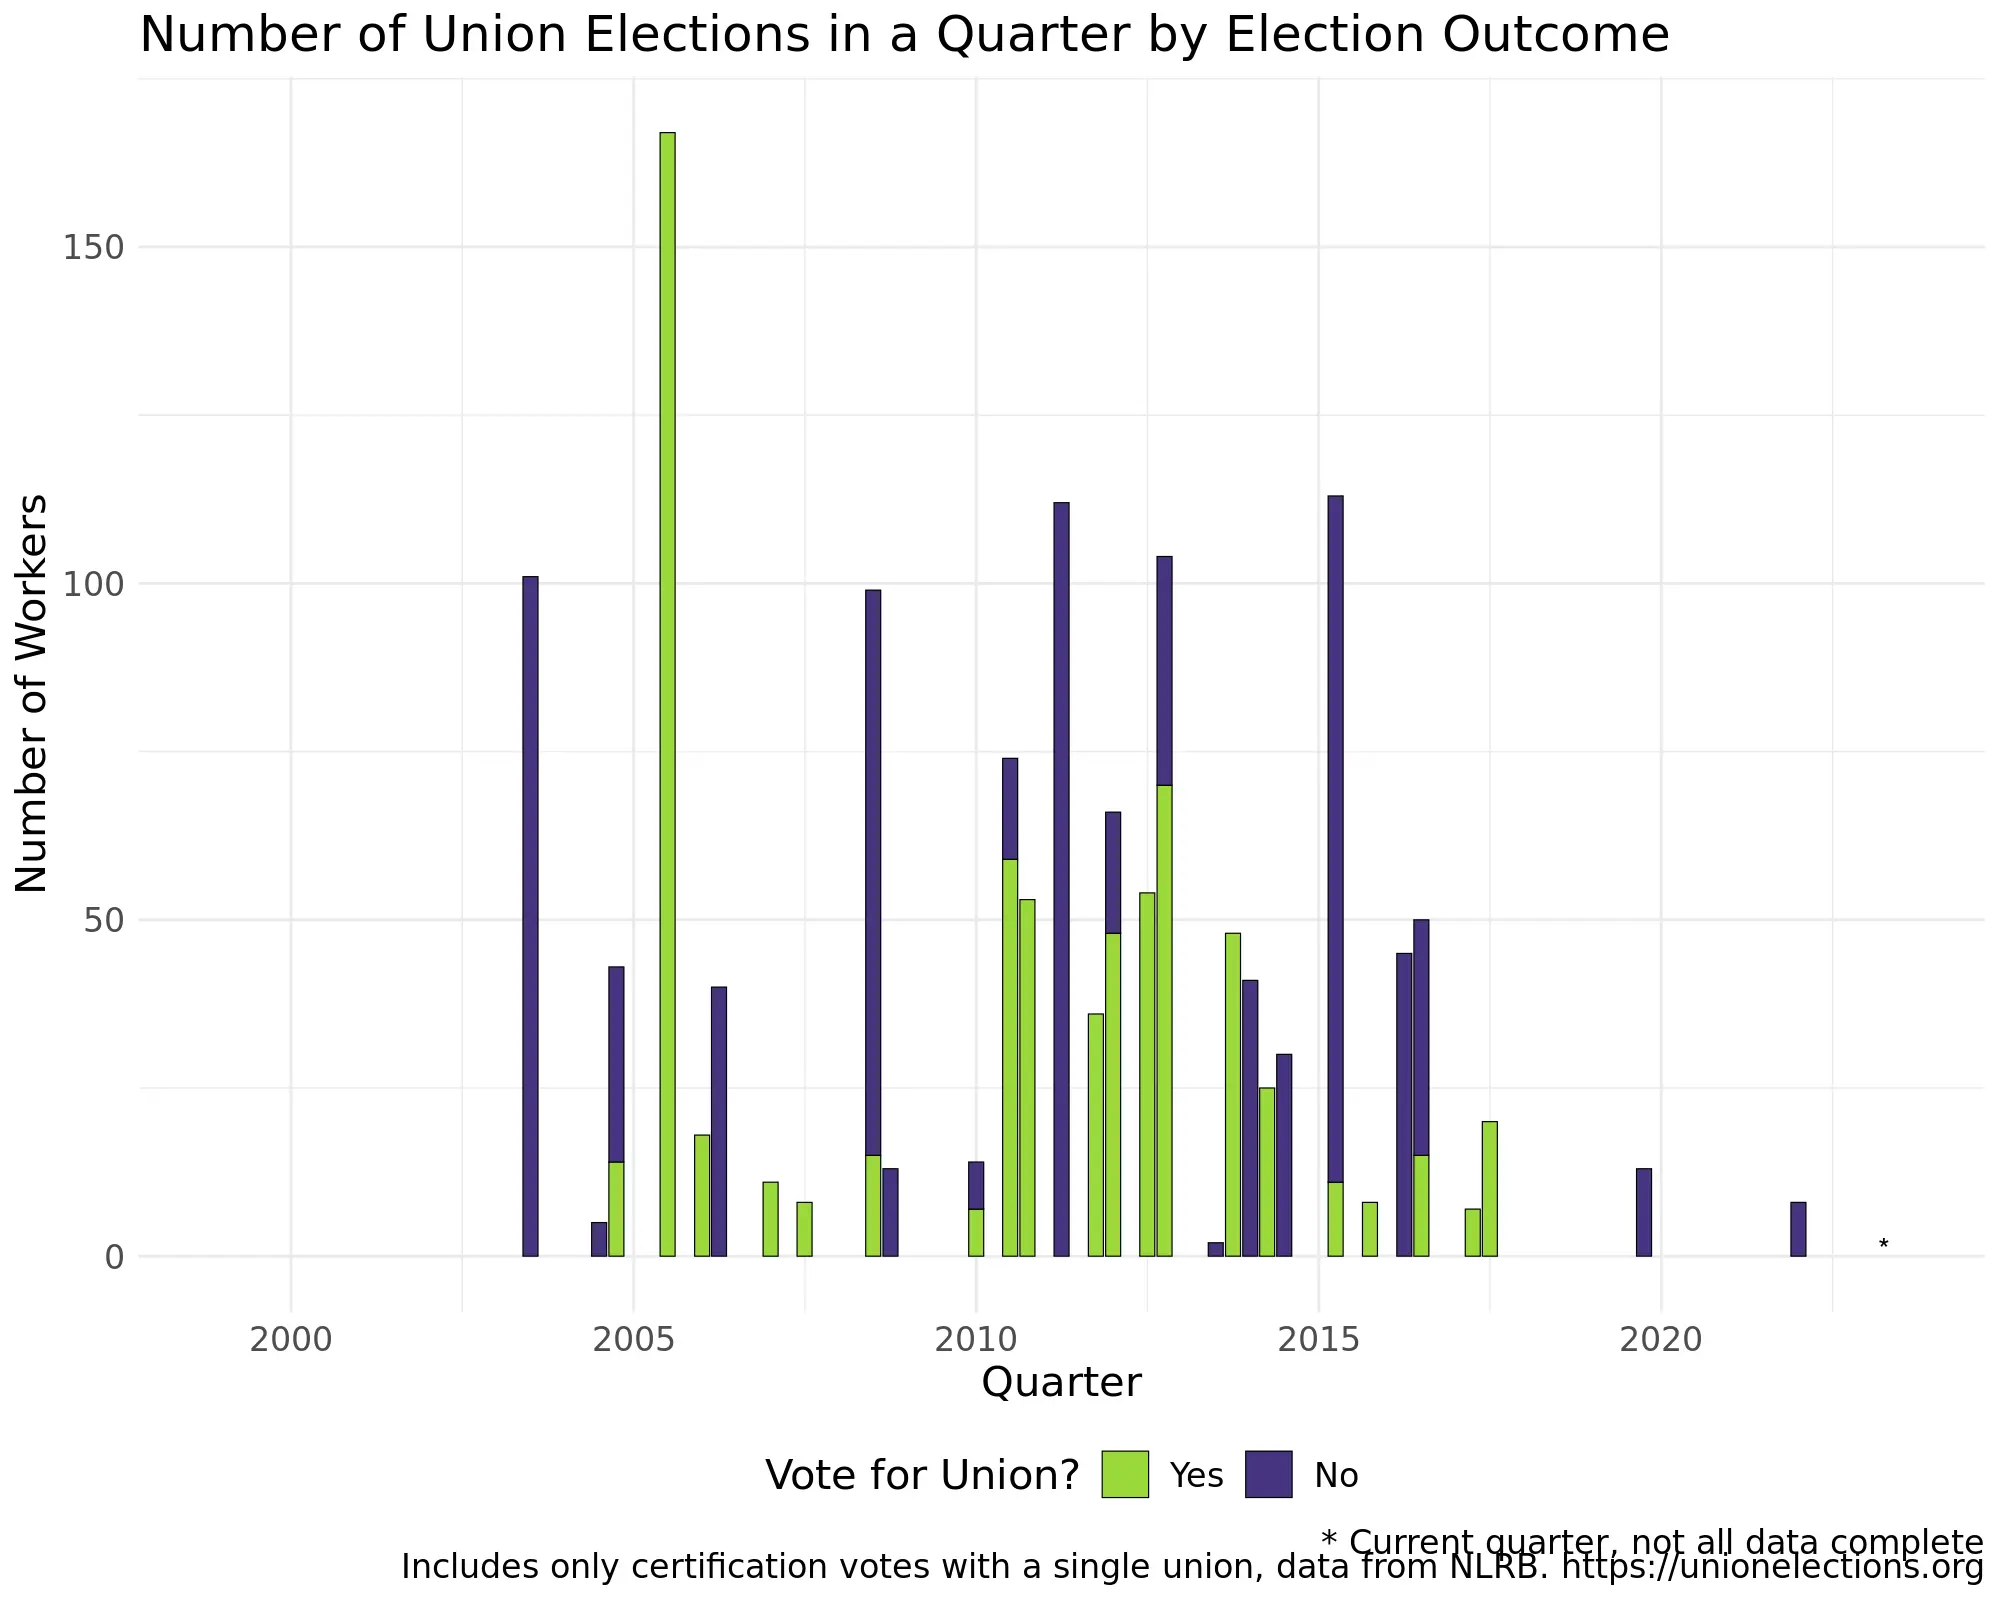 Number of Union Elections in a Quarter by Election Outcome
Number of Workers
150
100
50
0
*
2000 2005 2010 2015 2020
Quarter
Vote for Union? Yes No
* Current quarter, not all data complete
Includes only certification votes with a single union, data from NLRB. https://unionelections.org